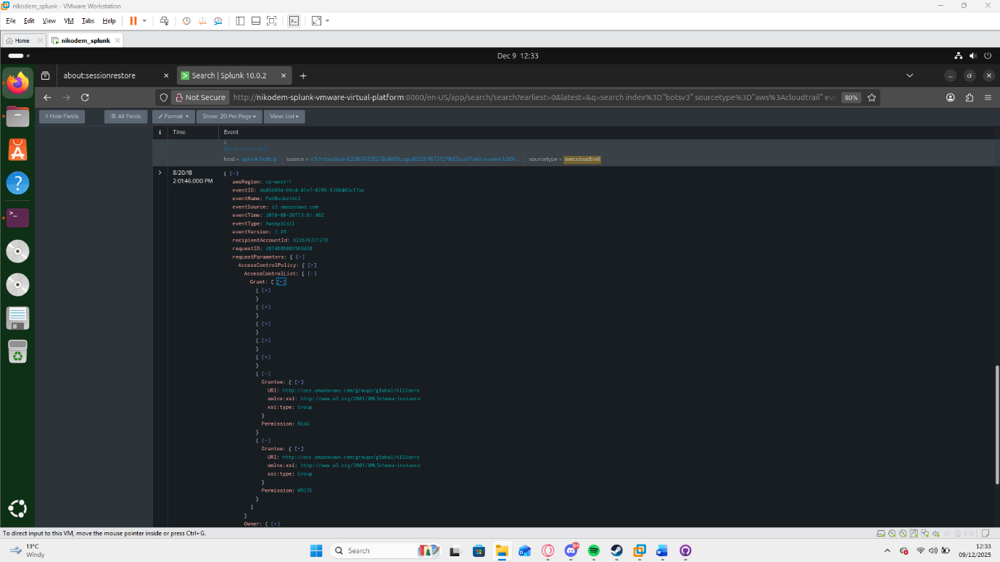 nikodem_splunk - VMware Workstation
File Edit View VM Tabs Help
Home nikodem_splunk
Dec 9 12:33
about:sessionrestore Search | Splunk 10.0.2
Not Secure http://nikodem-splunk-vmware-virtual-platform:8000/en-US/app/search/search?earliest=0&latest=&q=search index%3D"botsv3" sourcetype%3D"aws%3Acloudtrail" eve 80%
< Hide Fields All Fields Format Show: 20 Per Page View: List
i Time Event
}
Show as raw text
host = splunk.froth.ly source = s3://cloudtrail-622676721278/AWSLogs/622676721278/CloudTrail/us-west-1/201... sourcetype = aws:cloudtrail
8/20/18 { [-]
2:01:46.000 PM
awsRegion: us-west-1
eventID: ab45689d-69cd-41e7-8705-5350402cf7ac
eventName: PutBucketAcl
eventSource: s3.amazonaws.com
eventTime: 2018-08-20T13:01:46Z
eventType: AwsApiCall
eventVersion: 1.05
recipientAccountId: 622676721278
requestID: 487488D003569438
requestParameters: { [-]
AccessControlPolicy: { [-]
AccessControlList: { [-]
Grant: [ [-]
{ [+]
}
{ [+]
}
{ [+]
}
{ [+]
}
{ [+]
}
{ [-]
Grantee: { [-]
URI: http://acs.amazonaws.com/groups/global/AllUsers
xmlns:xsi: http://www.w3.org/2001/XMLSchema-instance
xsi:type: Group
}
Permission: READ
}
{ [-]
Grantee: { [-]
URI: http://acs.amazonaws.com/groups/global/AllUsers
xmlns:xsi: http://www.w3.org/2001/XMLSchema-instance
xsi:type: Group
}
Permission: WRITE
}
]
}
Owner: { [+]
To direct input to this VM, move the mouse pointer inside or press Ctrl+G.
13°C
Windy
Search
9+
12:33
09/12/2025